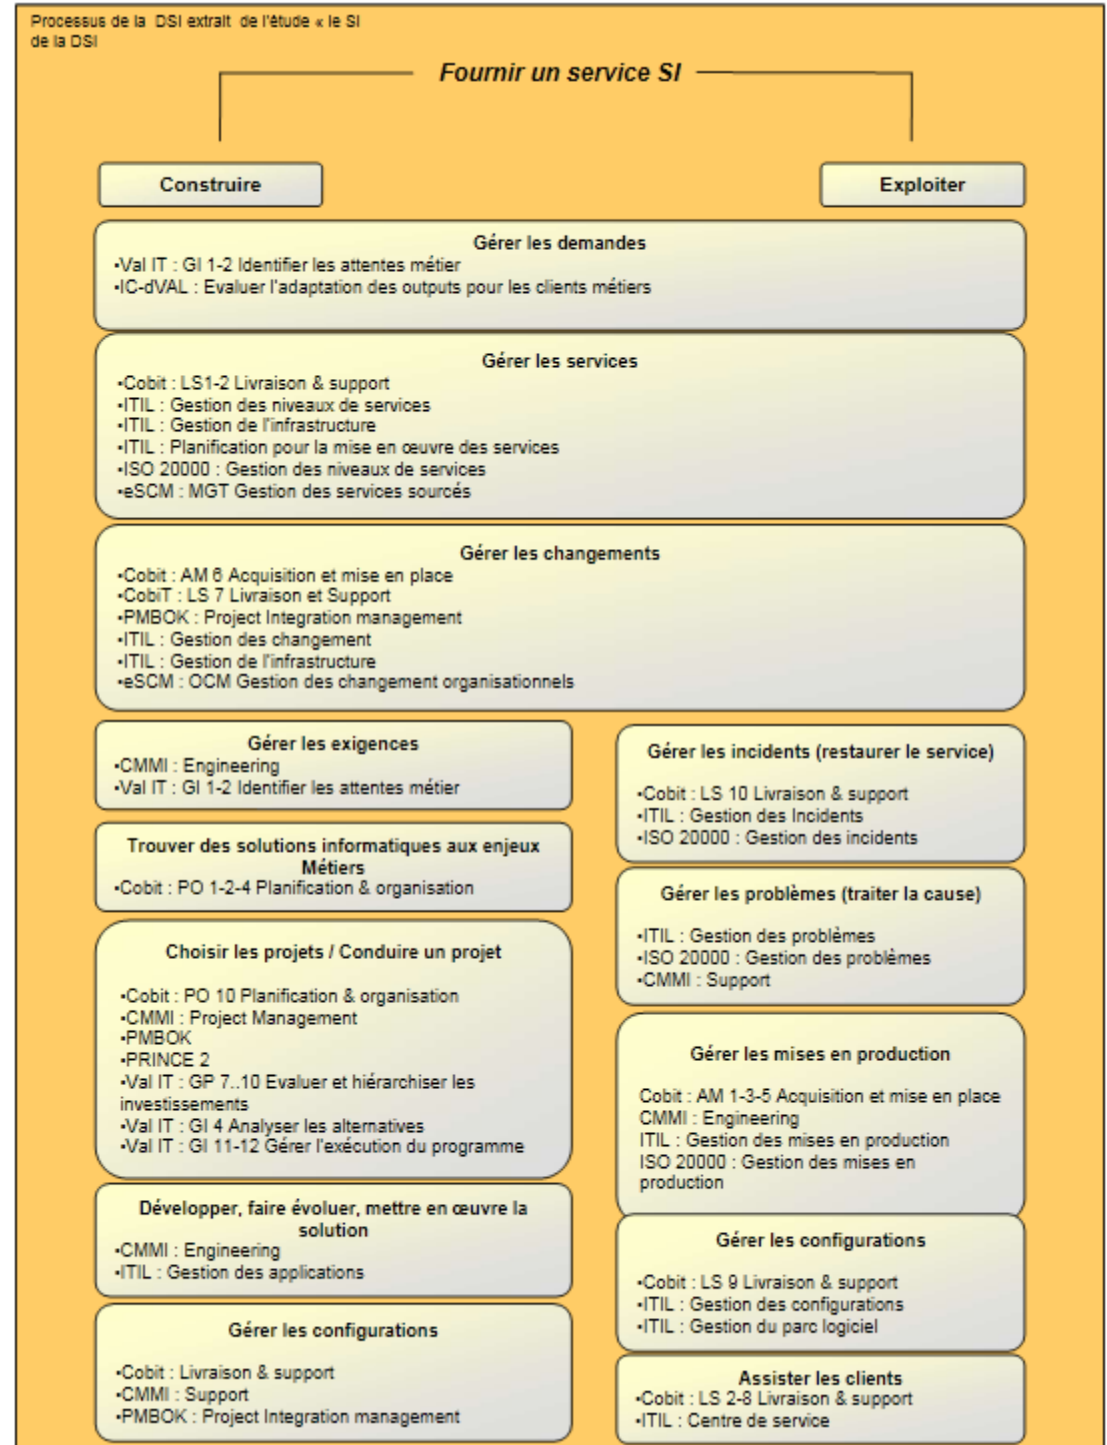 Processus de la DSI extrait de l'étude « le SI
de la DSI
Fournir un service SI
Construire
Exploiter
Gérer les demandes
•Val IT : GI 1-2 Identifier les attentes métier
•IC-dVAL : Evaluer l'adaptation des outputs pour les clients métiers
Gérer les services
•Cobit : LS1-2 Livraison & support
•ITIL : Gestion des niveaux de services
•ITIL : Gestion de l'infrastructure
•ITIL : Planification pour la mise en œuvre des services
•ISO 20000 : Gestion des niveaux de services
•eSCM : MGT Gestion des services sourcés
Gérer les changements
•Cobit : AM 6 Acquisition et mise en place
•CobiT : LS 7 Livraison et Support
•PMBOK : Project Integration management
•ITIL : Gestion des changement
•ITIL : Gestion de l'infrastructure
•eSCM : OCM Gestion des changement organisationnels
Gérer les exigences
•CMMI : Engineering
•Val IT : GI 1-2 Identifier les attentes métier
Trouver des solutions informatiques aux enjeux
Métiers
•Cobit : PO 1-2-4 Planification & organisation
Choisir les projets / Conduire un projet
•Cobit : PO 10 Planification & organisation
•CMMI : Project Management
•PMBOK
•PRINCE 2
•Val IT : GP 7..10 Evaluer et hiérarchiser les
investissements
•Val IT : GI 4 Analyser les alternatives
•Val IT : GI 11-12 Gérer l'exécution du programme
Développer, faire évoluer, mettre en œuvre la
solution
•CMMI : Engineering
•ITIL : Gestion des applications
Gérer les configurations
•Cobit : Livraison & support
•CMMI : Support
•PMBOK : Project Integration management
Gérer les incidents (restaurer le service)
•Cobit : LS 10 Livraison & support
•ITIL : Gestion des Incidents
•ISO 20000 : Gestion des incidents
Gérer les problèmes (traiter la cause)
•ITIL : Gestion des problèmes
•ISO 20000 : Gestion des problèmes
•CMMI : Support
Gérer les mises en production
Cobit : AM 1-3-5 Acquisition et mise en place
CMMI : Engineering
ITIL : Gestion des mises en production
ISO 20000 : Gestion des mises en
production
Gérer les configurations
•Cobit : LS 9 Livraison & support
•ITIL : Gestion des configurations
•ITIL : Gestion du parc logiciel
Assister les clients
•Cobit : LS 2-8 Livraison & support
•ITIL : Centre de service